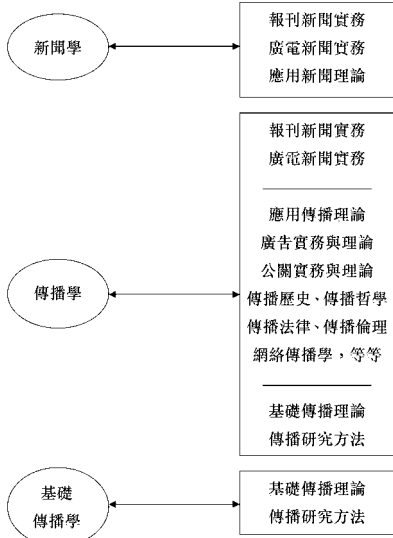 新聞學
報刊新聞實務
廣電新聞實務
應用新聞理論
傳播學
報刊新聞實務
廣電新聞實務
應用傳播理論
廣告實務與理論
公關實務與理論
傳播歷史、傳播哲學
傳播法律、傳播倫理
網絡傳播學，等等
基礎傳播理論
傳播研究方法
基礎
傳播學
基礎傳播理論
傳播研究方法